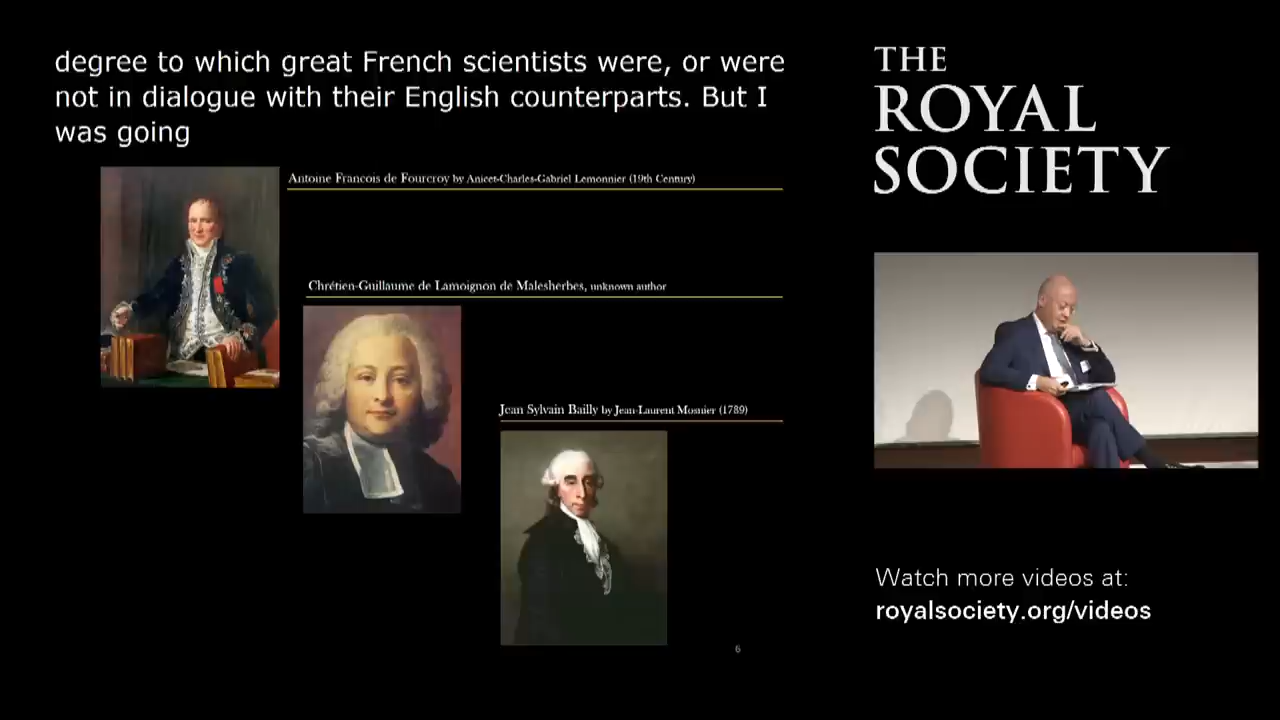 degree to which great French scientists were, or were
not in dialogue with their English counterparts. But I
was going
Antoine Francois de Fourcroy by Anicet-Charles-Gabriel Lemonnier (19th Century)
Chrétien-Guillaume de Lamoignon de Malesherbes, unknown author
Jean Sylvain Bailly by Jean-Laurent Mosnier (1789)
6
THE
ROYAL
SOCIETY
Watch more videos at:
royalsociety.org/videos